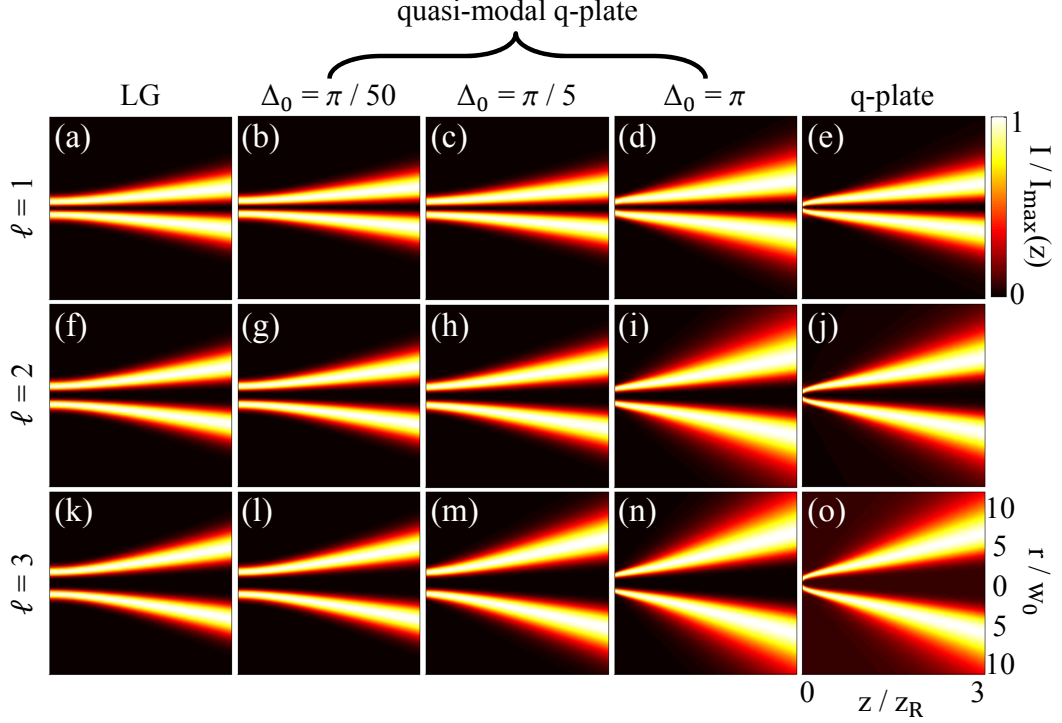 quasi-modal q-plate
LG
Δ₀ = π / 50
Δ₀ = π / 5
Δ₀ = π
q-plate
(a)
(b)
(c)
(d)
(e)
ℓ = 1
1
I / Iₘₐₓ(z)
0
(f)
(g)
(h)
(i)
(j)
ℓ = 2
(k)
(l)
(m)
(n)
(o)
ℓ = 3
10
5
0
5
10
r / w₀
0
3
z / z_R